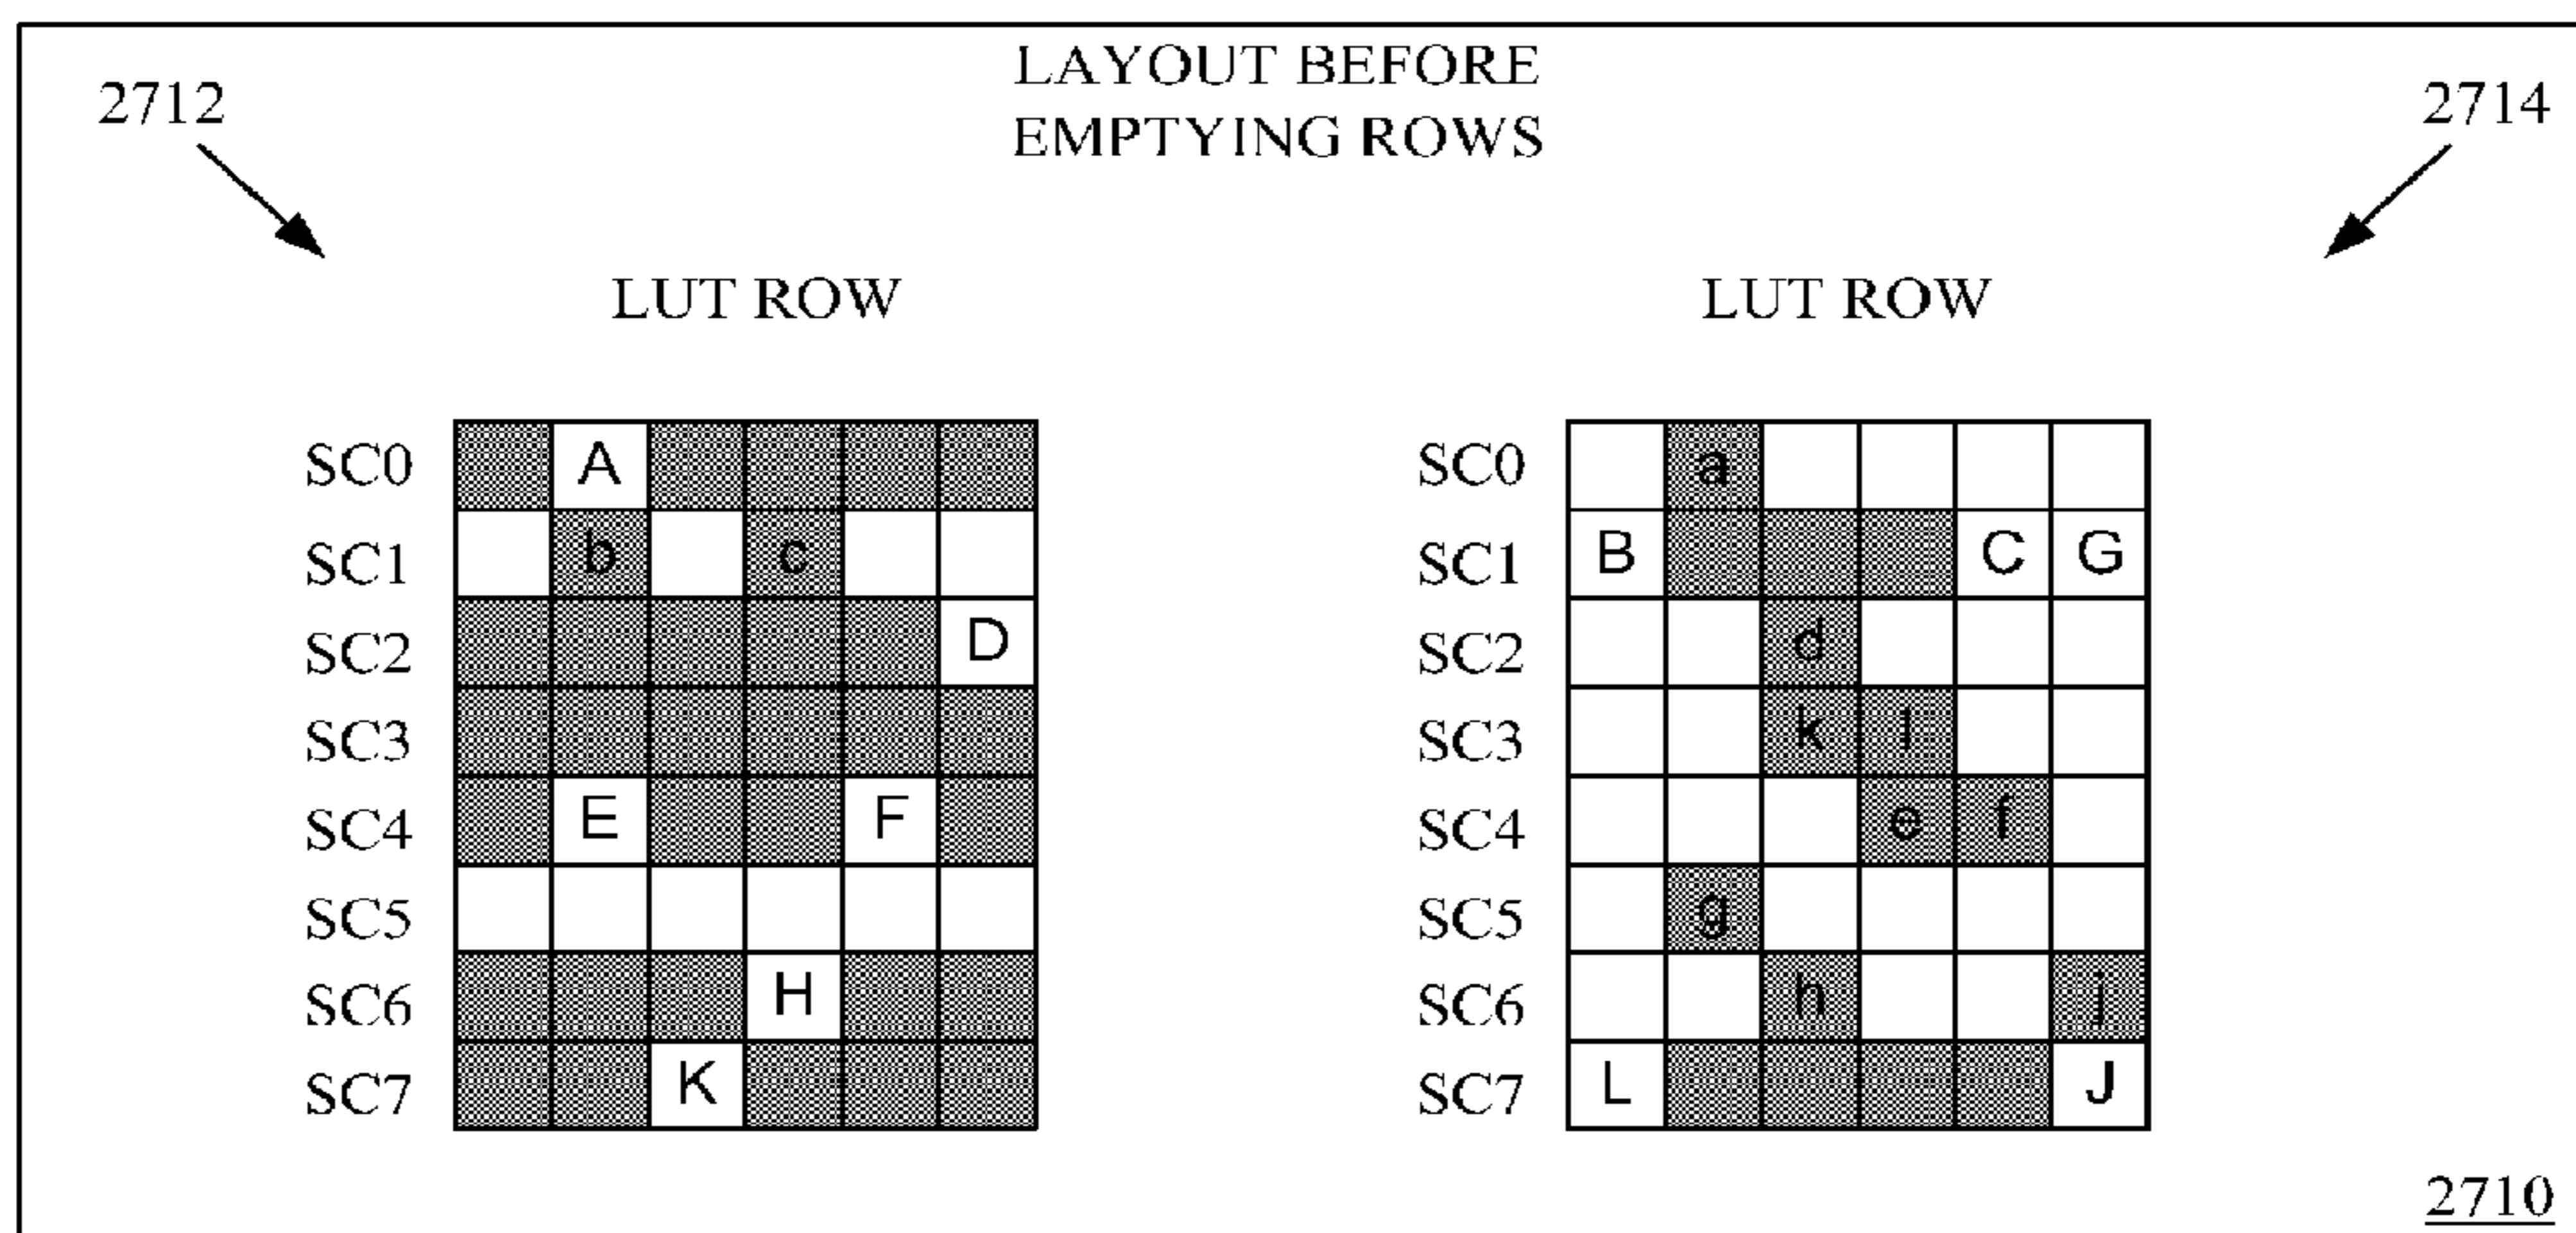 LAYOUT BEFORE
EMPTYING ROWS
2712
2714
LUT ROW
SC0 A
SC1 b c
SC2 D
SC3
SC4 E F
SC5
SC6 H
SC7 K
LUT ROW
SC0 a
SC1 B C G
SC2 d
SC3 k l
SC4 e f
SC5 g
SC6 h j
SC7 L J
2710